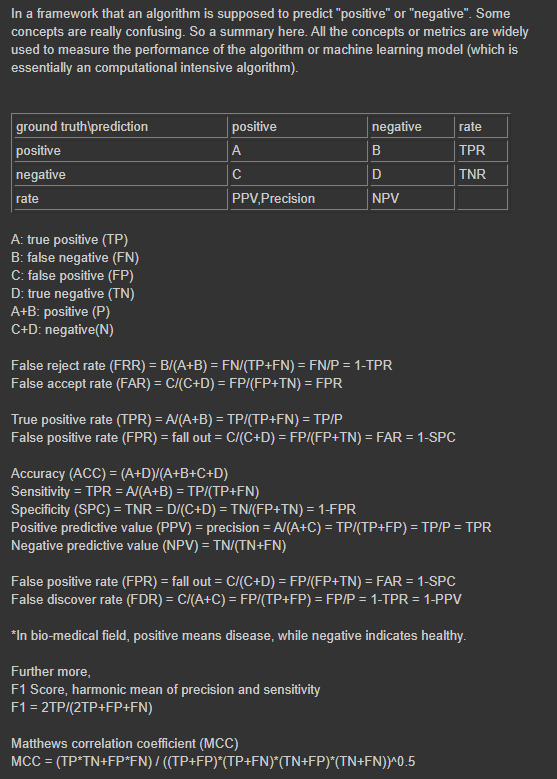 In a framework that an algorithm is supposed to predict "positive" or "negative". Some
concepts are really confusing. So a summary here. All the concepts or metrics are widely
used to measure the performance of the algorithm or machine learning model (which is
essentially an computational intensive algorithm).
ground truth\prediction positive negative rate
positive A B TPR
negative C D TNR
rate PPV,Precision NPV
A: true positive (TP)
B: false negative (FN)
C: false positive (FP)
D: true negative (TN)
A+B: positive (P)
C+D: negative(N)
False reject rate (FRR) = B/(A+B) = FN/(TP+FN) = FN/P = 1-TPR
False accept rate (FAR) = C/(C+D) = FP/(FP+TN) = FPR
True positive rate (TPR) = A/(A+B) = TP/(TP+FN) = TP/P
False positive rate (FPR) = fall out = C/(C+D) = FP/(FP+TN) = FAR = 1-SPC
Accuracy (ACC) = (A+D)/(A+B+C+D)
Sensitivity = TPR = A/(A+B) = TP/(TP+FN)
Specificity (SPC) = TNR = D/(C+D) = TN/(FP+TN) = 1-FPR
Positive predictive value (PPV) = precision = A/(A+C) = TP/(TP+FP) = TP/P = TPR
Negative predictive value (NPV) = TN/(TN+FN)
False positive rate (FPR) = fall out = C/(C+D) = FP/(FP+TN) = FAR = 1-SPC
False discover rate (FDR) = C/(A+C) = FP/(TP+FP) = FP/P = 1-TPR = 1-PPV
*In bio-medical field, positive means disease, while negative indicates healthy.
Further more,
F1 Score, harmonic mean of precision and sensitivity
F1 = 2TP/(2TP+FP+FN)
Matthews correlation coefficient (MCC)
MCC = (TP*TN+FP*FN) / ((TP+FP)*(TP+FN)*(TN+FP)*(TN+FN))^0.5